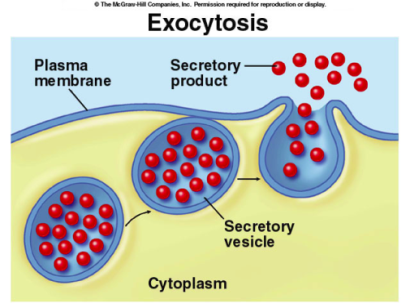 © The McGraw-Hill Companies, Inc. Permission required for reproduction or display.
Exocytosis
Plasma
membrane
Secretory
product
Secretory
vesicle
Cytoplasm